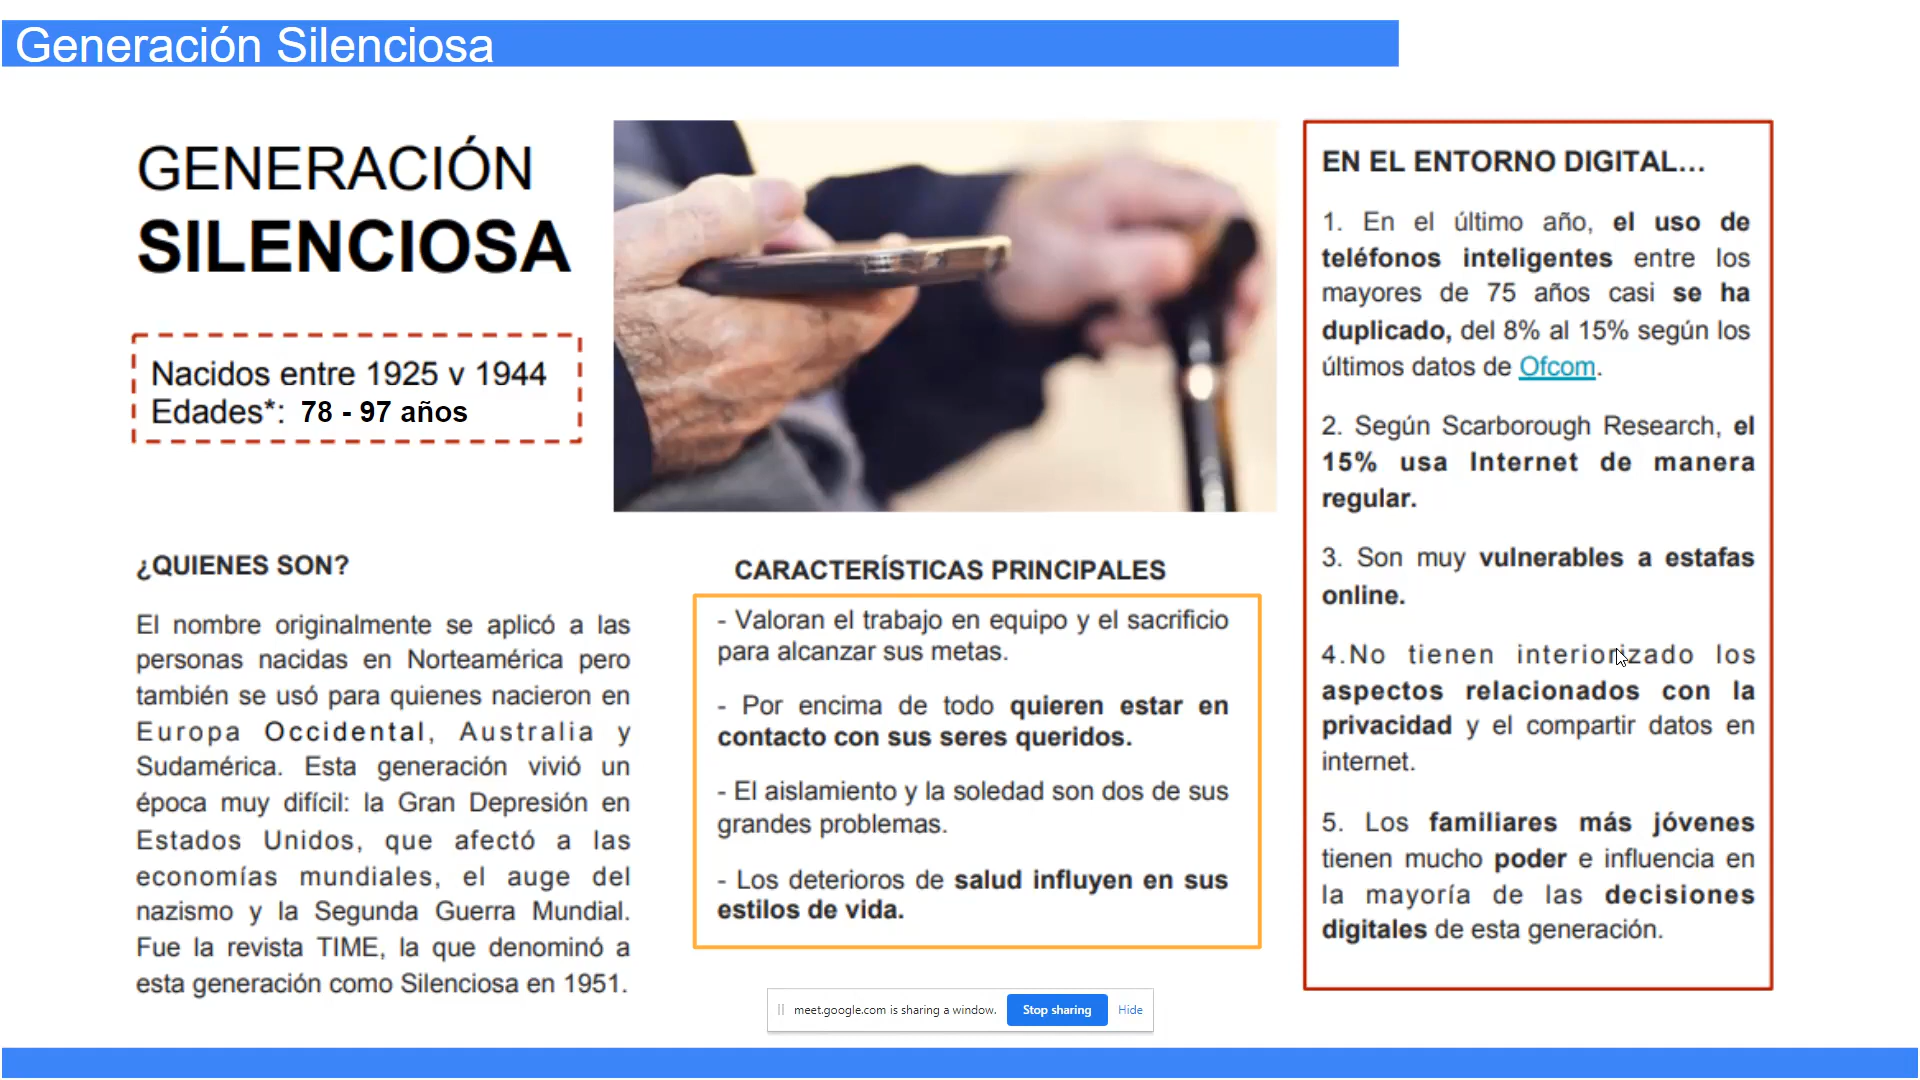 Generación Silenciosa
GENERACIÓN
SILENCIOSA
Nacidos entre 1925 y 1944
Edades*: 78 - 97 años
¿QUIENES SON?
El nombre originalmente se aplicó a las
personas nacidas en Norteamérica pero
también se usó para quienes nacieron en
Europa Occidental, Australia y
Sudamérica. Esta generación vivió un
época muy difícil: la Gran Depresión en
Estados Unidos, que afectó a las
economías mundiales, el auge del
nazismo y la Segunda Guerra Mundial.
Fue la revista TIME, la que denominó a
esta generación como Silenciosa en 1951.
CARACTERÍSTICAS PRINCIPALES
- Valoran el trabajo en equipo y el sacrificio
para alcanzar sus metas.
- Por encima de todo quieren estar en
contacto con sus seres queridos.
- El aislamiento y la soledad son dos de sus
grandes problemas.
- Los deterioros de salud influyen en sus
estilos de vida.
EN EL ENTORNO DIGITAL...
1. En el último año, el uso de
teléfonos inteligentes entre los
mayores de 75 años casi se ha
duplicado, del 8% al 15% según los
últimos datos de Ofcom.
2. Según Scarborough Research, el
15% usa Internet de manera
regular.
3. Son muy vulnerables a estafas
online.
4.No tienen interiorizado los
aspectos relacionados con la
privacidad y el compartir datos en
internet.
5. Los familiares más jóvenes
tienen mucho poder e influencia en
la mayoría de las decisiones
digitales de esta generación.
meet.google.com is sharing a window. Stop sharing Hide